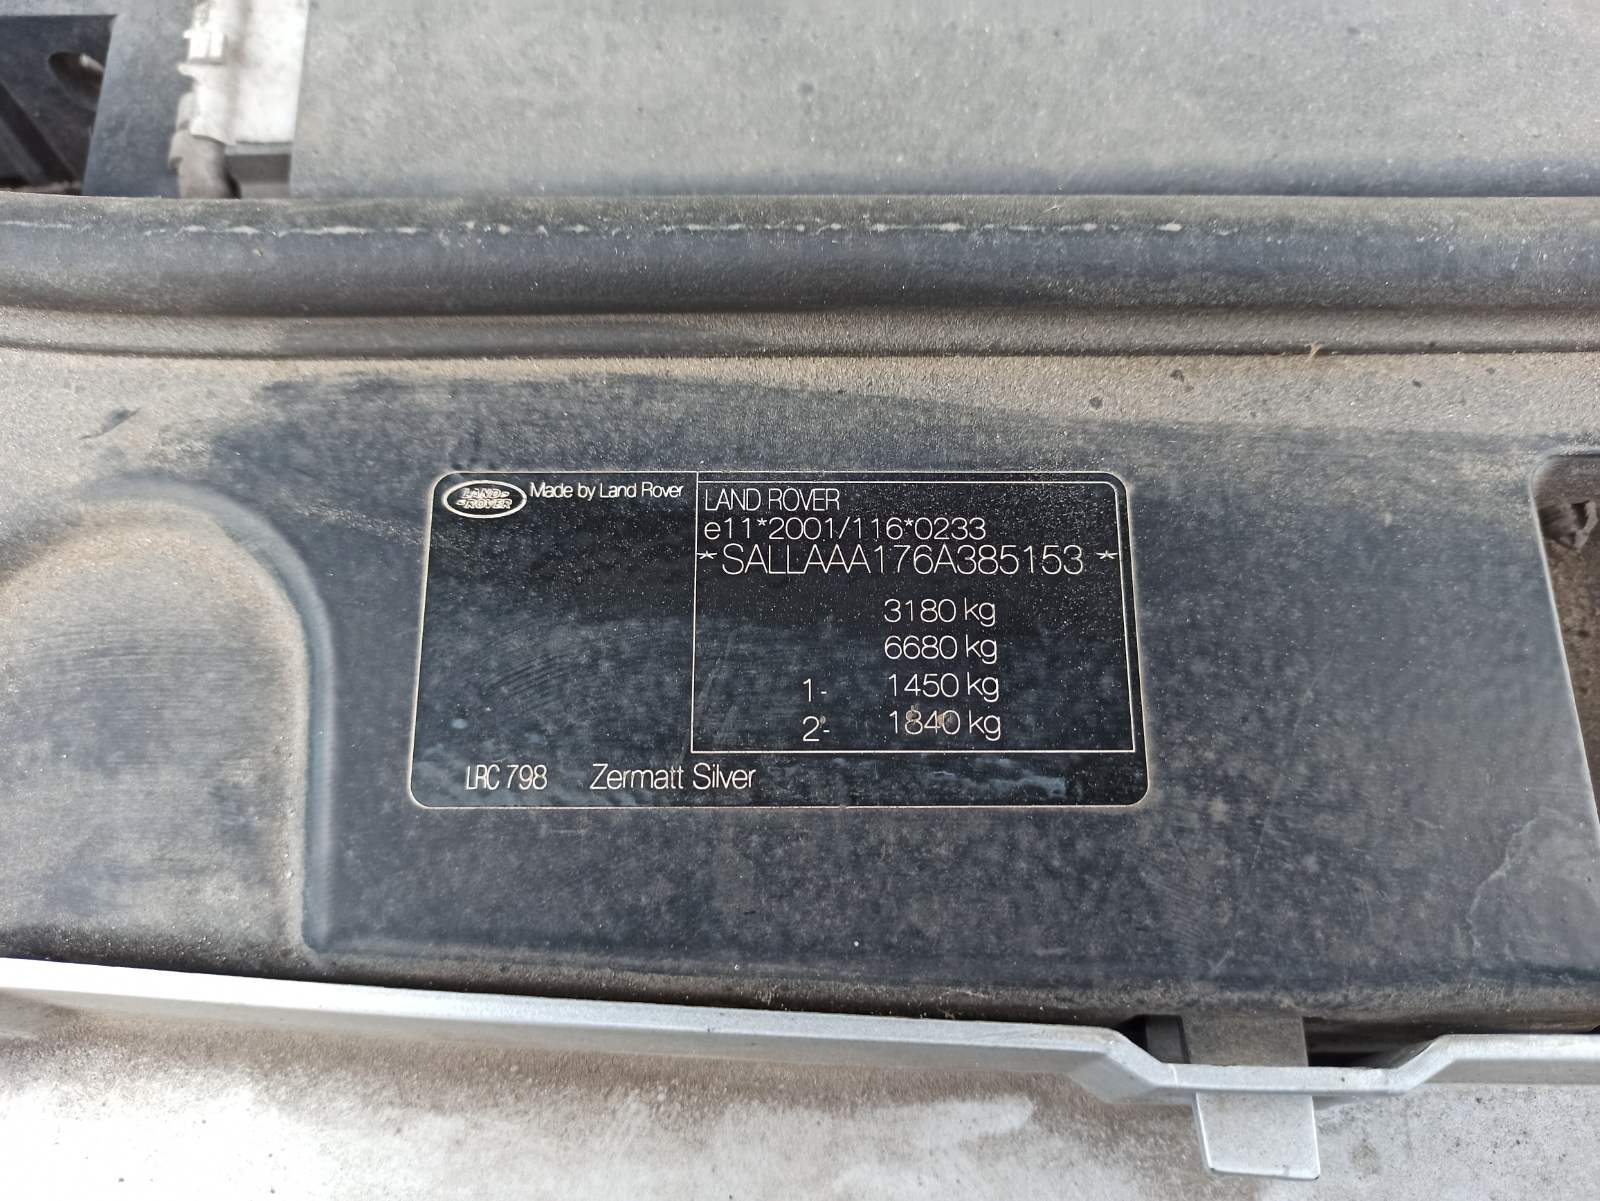 LAND-
-ROVER
Made by Land Rover
LAND ROVER
e11*2001/116*0233
*SALLAAA176A385153*
3180 kg
6680 kg
1- 1450 kg
2- 1840 kg
LRC 798 Zermatt Silver